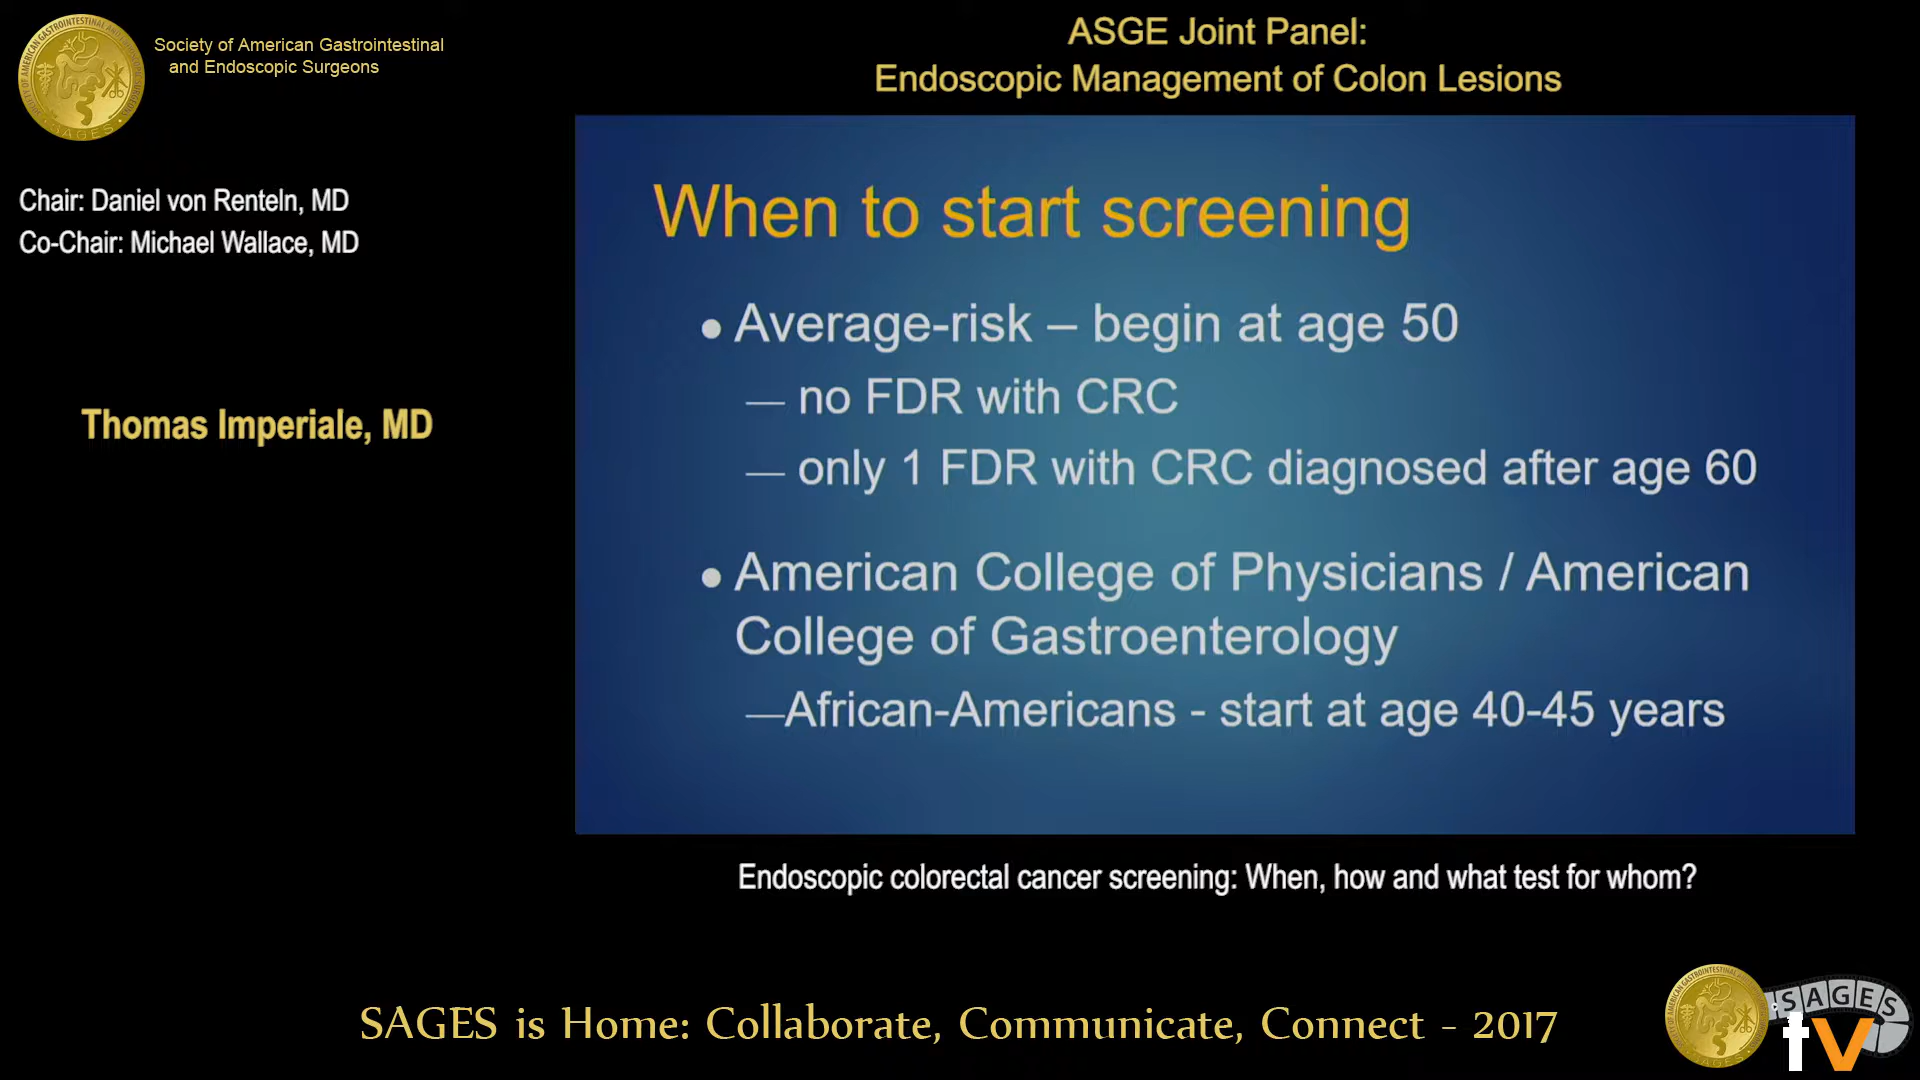 Society of American Gastrointestinal
and Endoscopic Surgeons
ASGE Joint Panel:
Endoscopic Management of Colon Lesions
Chair: Daniel von Renteln, MD
Co-Chair: Michael Wallace, MD
Thomas Imperiale, MD
When to start screening
• Average-risk – begin at age 50
— no FDR with CRC
— only 1 FDR with CRC diagnosed after age 60
• American College of Physicians / American
College of Gastroenterology
—African-Americans - start at age 40-45 years
Endoscopic colorectal cancer screening: When, how and what test for whom?
SAGES is Home: Collaborate, Communicate, Connect - 2017
SAGES
tv